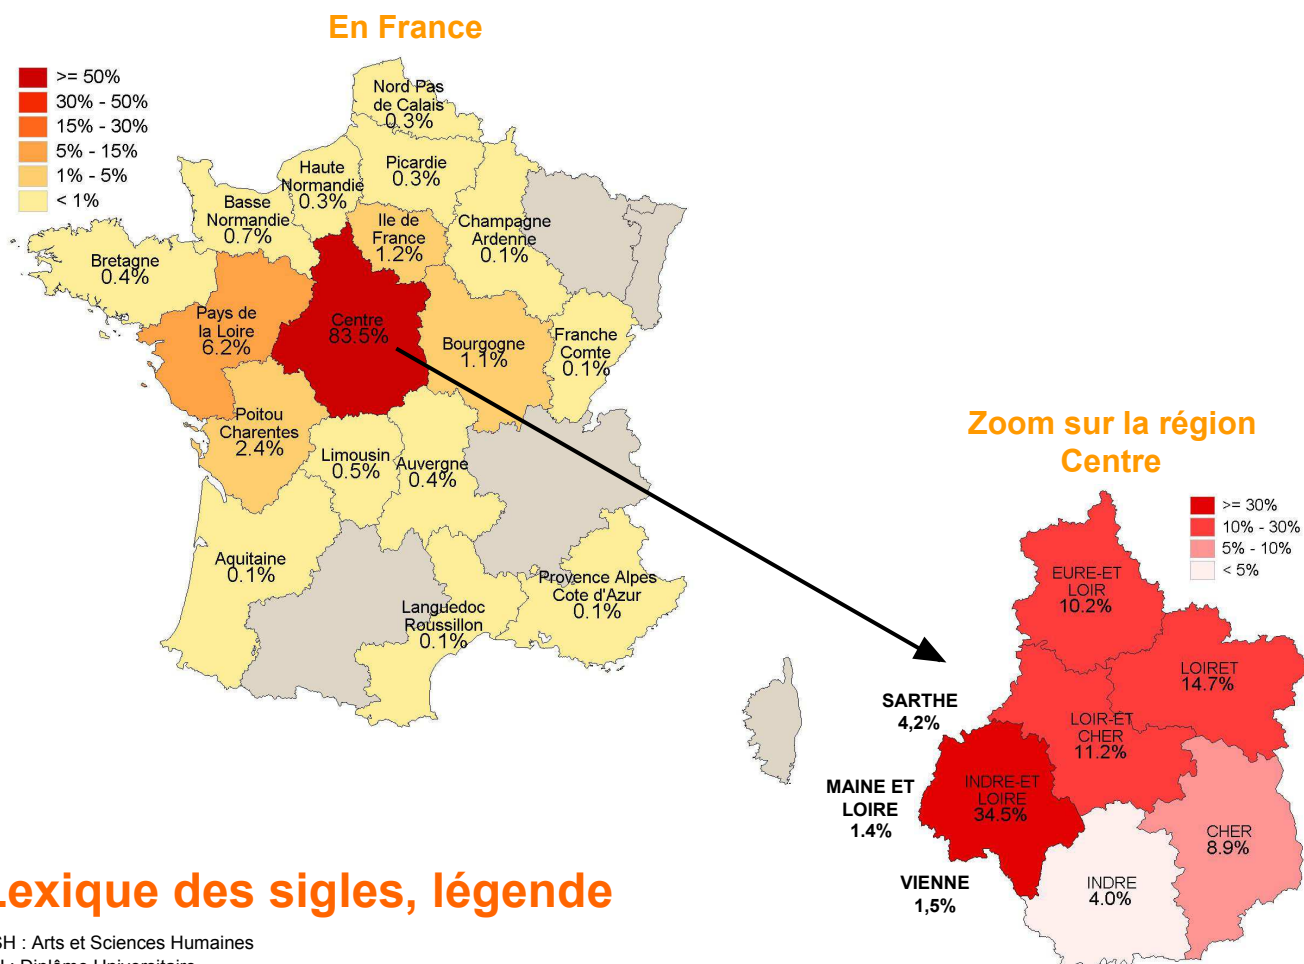 En France
>= 50%
30% - 50%
15% - 30%
5% - 15%
1% - 5%
< 1%
Nord Pas
de Calais
0.3%
Picardie
0.3%
Haute
Normandie
0.3%
Basse
Normandie
0.7%
Ile de
France
1.2%
Champagne
Ardenne
0.1%
Bretagne
0.4%
Pays de
la Loire
6.2%
Centre
83.5%
Bourgogne
1.1%
Franche
Comte
0.1%
Poitou
Charentes
2.4%
Limousin
0.5%
Auvergne
0.4%
Aquitaine
0.1%
Languedoc
Roussillon
0.1%
Provence Alpes
Cote d'Azur
0.1%
Zoom sur la région
Centre
>= 30%
10% - 30%
5% - 10%
< 5%
EURE-ET
LOIR
10.2%
LOIRET
14.7%
SARTHE
4,2%
LOIR-ET
CHER
11.2%
MAINE ET
LOIRE
1.4%
INDRE-ET
LOIRE
34.5%
CHER
8.9%
VIENNE
1,5%
INDRE
4.0%
Lexique des sigles, légende
SH : Arts et Sciences Humaines